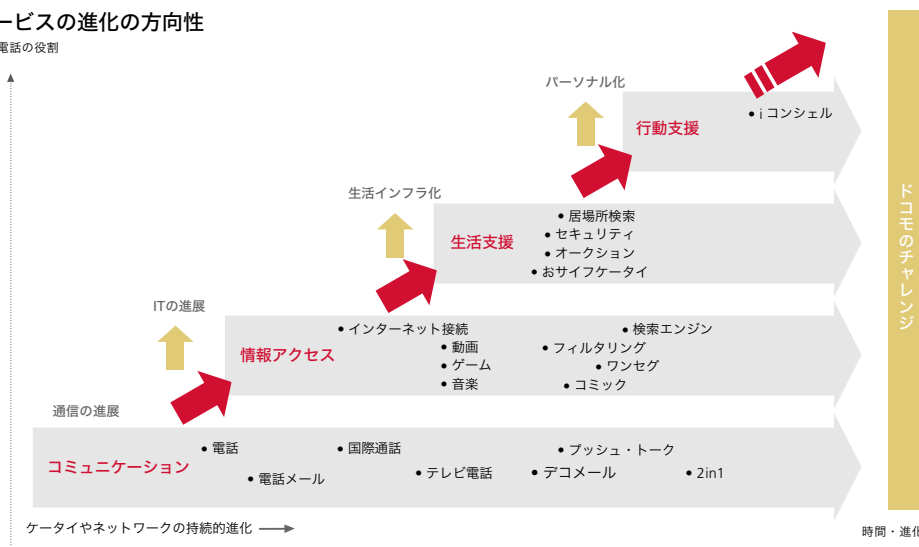 ービスの進化の方向性
電話の役割
パーソナル化
行動支援
• i コンシェル
生活インフラ化
生活支援
• 居場所検索
• セキュリティ
• オークション
• おサイフケータイ
ITの進展
情報アクセス
• インターネット接続
• 動画
• ゲーム
• 音楽
• 検索エンジン
• フィルタリング
• ワンセグ
• コミック
通信の進展
コミュニケーション
• 電話
• 国際通話
• プッシュ・トーク
• 電話メール
• テレビ電話
• デコメール
• 2in1
ケータイやネットワークの持続的進化
時間・進化
ドコモのチャレンジ